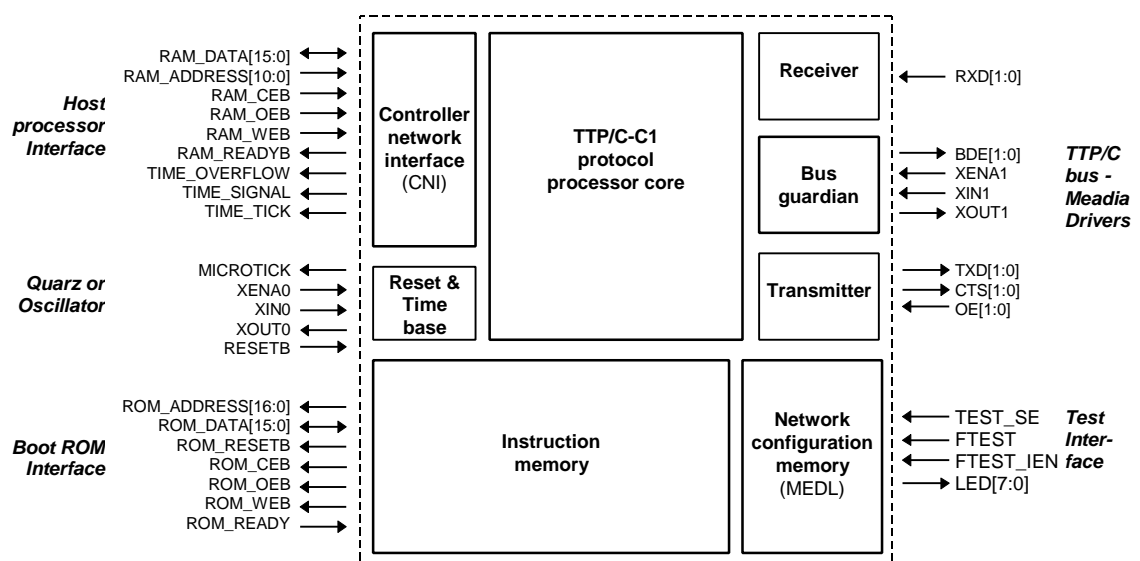 Host
processor
Interface
RAM_DATA[15:0]
RAM_ADDRESS[10:0]
RAM_CEB
RAM_OEB
RAM_WEB
RAM_READYB
TIME_OVERFLOW
TIME_SIGNAL
TIME_TICK
Quarz or
Oscillator
MICROTICK
XENA0
XIN0
XOUT0
RESETB
Boot ROM
Interface
ROM_ADDRESS[16:0]
ROM_DATA[15:0]
ROM_RESETB
ROM_CEB
ROM_OEB
ROM_WEB
ROM_READY
Controller
network
interface
(CNI)
Reset &
Time
base
TTP/C-C1
protocol
processor core
Instruction
memory
Receiver
Bus
guardian
Transmitter
Network
configuration
memory
(MEDL)
RXD[1:0]
BDE[1:0]
XENA1
XIN1
XOUT1
TXD[1:0]
CTS[1:0]
OE[1:0]
TTP/C
bus -
Meadia
Drivers
TEST_SE
FTEST
FTEST_IEN
LED[7:0]
Test
Inter-
face